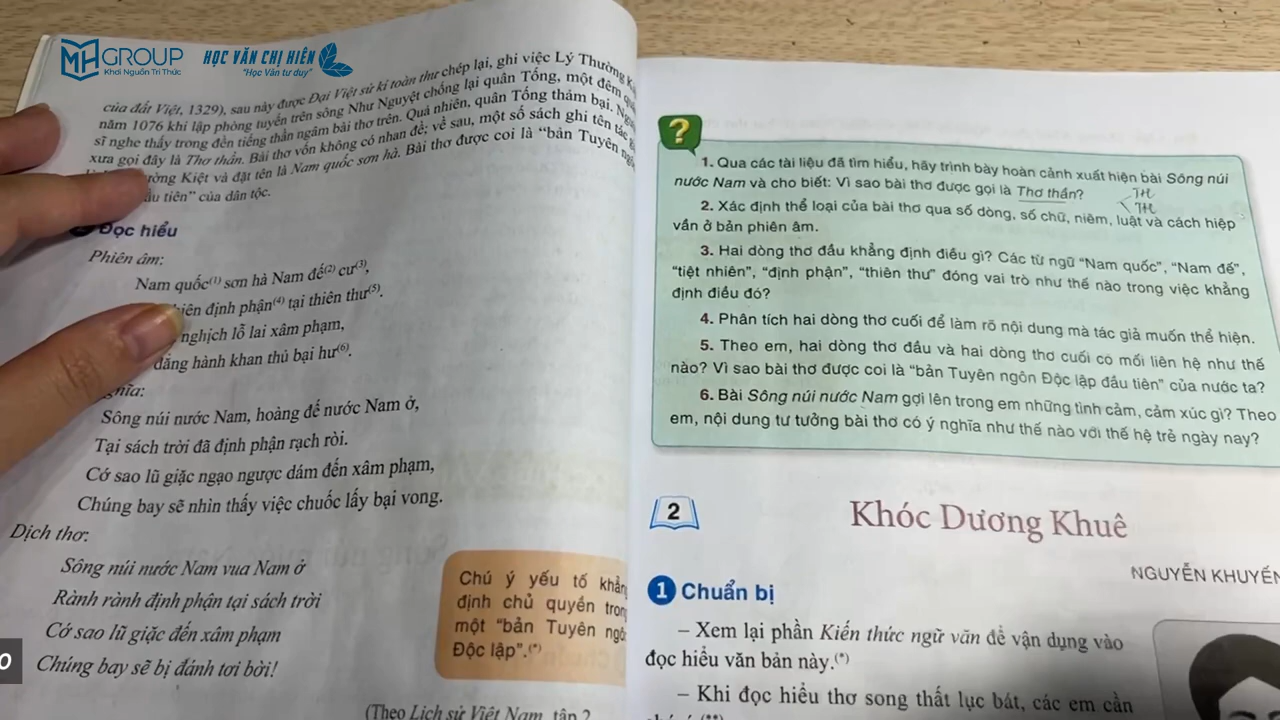 MH GROUP
Khơi Nguồn Tri Thức
HỌC VĂN CHỊ HIÊN
"Học Văn tư duy"
của đất Việt, 1329), sau này được Đại Việt sử kí toàn thư chép lại, ghi việc Lý Thường
năm 1076 khi lập phòng tuyến trên sông Như Nguyệt chống lại quân Tống, một đêm
sĩ nghe thấy trong đền tiếng thần ngâm bài thơ trên. Quả nhiên, quân Tống thảm bại.
xưa gọi đây là Thơ thần. Bài thơ vốn không có nhan đề; về sau, một số sách ghi tên tác
ường Kiệt và đặt tên là Nam quốc sơn hà. Bài thơ được coi là "bản Tuyên
ầu tiên" của dân tộc.
Đọc hiểu
Phiên âm:
Nam quốc(1) sơn hà Nam đế(2) cư(3),
định phận(4) tại thiên thư(5).
nghịch lỗ lai xâm phạm,
đẳng hành khan thủ bại hư(6).
nghĩa:
Sông núi nước Nam, hoàng đế nước Nam ở,
Tại sách trời đã định phận rạch ròi.
Cớ sao lũ giặc ngạo ngược dám đến xâm phạm,
Chúng bay sẽ nhìn thấy việc chuốc lấy bại vong.
Dịch thơ:
Sông núi nước Nam vua Nam ở
Rành rành định phận tại sách trời
Cớ sao lũ giặc đến xâm phạm
Chúng bay sẽ bị đánh tơi bời!
Chú ý yếu tố khẳng
định chủ quyền trong
một "bản Tuyên ngôn
Độc lập".(*)
(Theo Lịch sử Việt Nam, tập 2
?
1. Qua các tài liệu đã tìm hiểu, hãy trình bày hoàn cảnh xuất hiện bài Sông núi
nước Nam và cho biết: Vì sao bài thơ được gọi là Thơ thần?
2. Xác định thể loại của bài thơ qua số dòng, số chữ, niêm, luật và cách hiệp
vần ở bản phiên âm.
3. Hai dòng thơ đầu khẳng định điều gì? Các từ ngữ "Nam quốc", "Nam đế",
"tiệt nhiên", "định phận", "thiên thư" đóng vai trò như thế nào trong việc khẳng
định điều đó?
4. Phân tích hai dòng thơ cuối để làm rõ nội dung mà tác giả muốn thể hiện.
5. Theo em, hai dòng thơ đầu và hai dòng thơ cuối có mối liên hệ như thế
nào? Vì sao bài thơ được coi là "bản Tuyên ngôn Độc lập đầu tiên" của nước ta?
6. Bài Sông núi nước Nam gợi lên trong em những tình cảm, cảm xúc gì? Theo
em, nội dung tư tưởng bài thơ có ý nghĩa như thế nào với thế hệ trẻ ngày nay?
2
Khóc Dương Khuê
NGUYỄN KHUYẾN
1 Chuẩn bị
– Xem lại phần Kiến thức ngữ văn để vận dụng vào
đọc hiểu văn bản này.(*)
– Khi đọc hiểu thơ song thất lục bát, các em cần